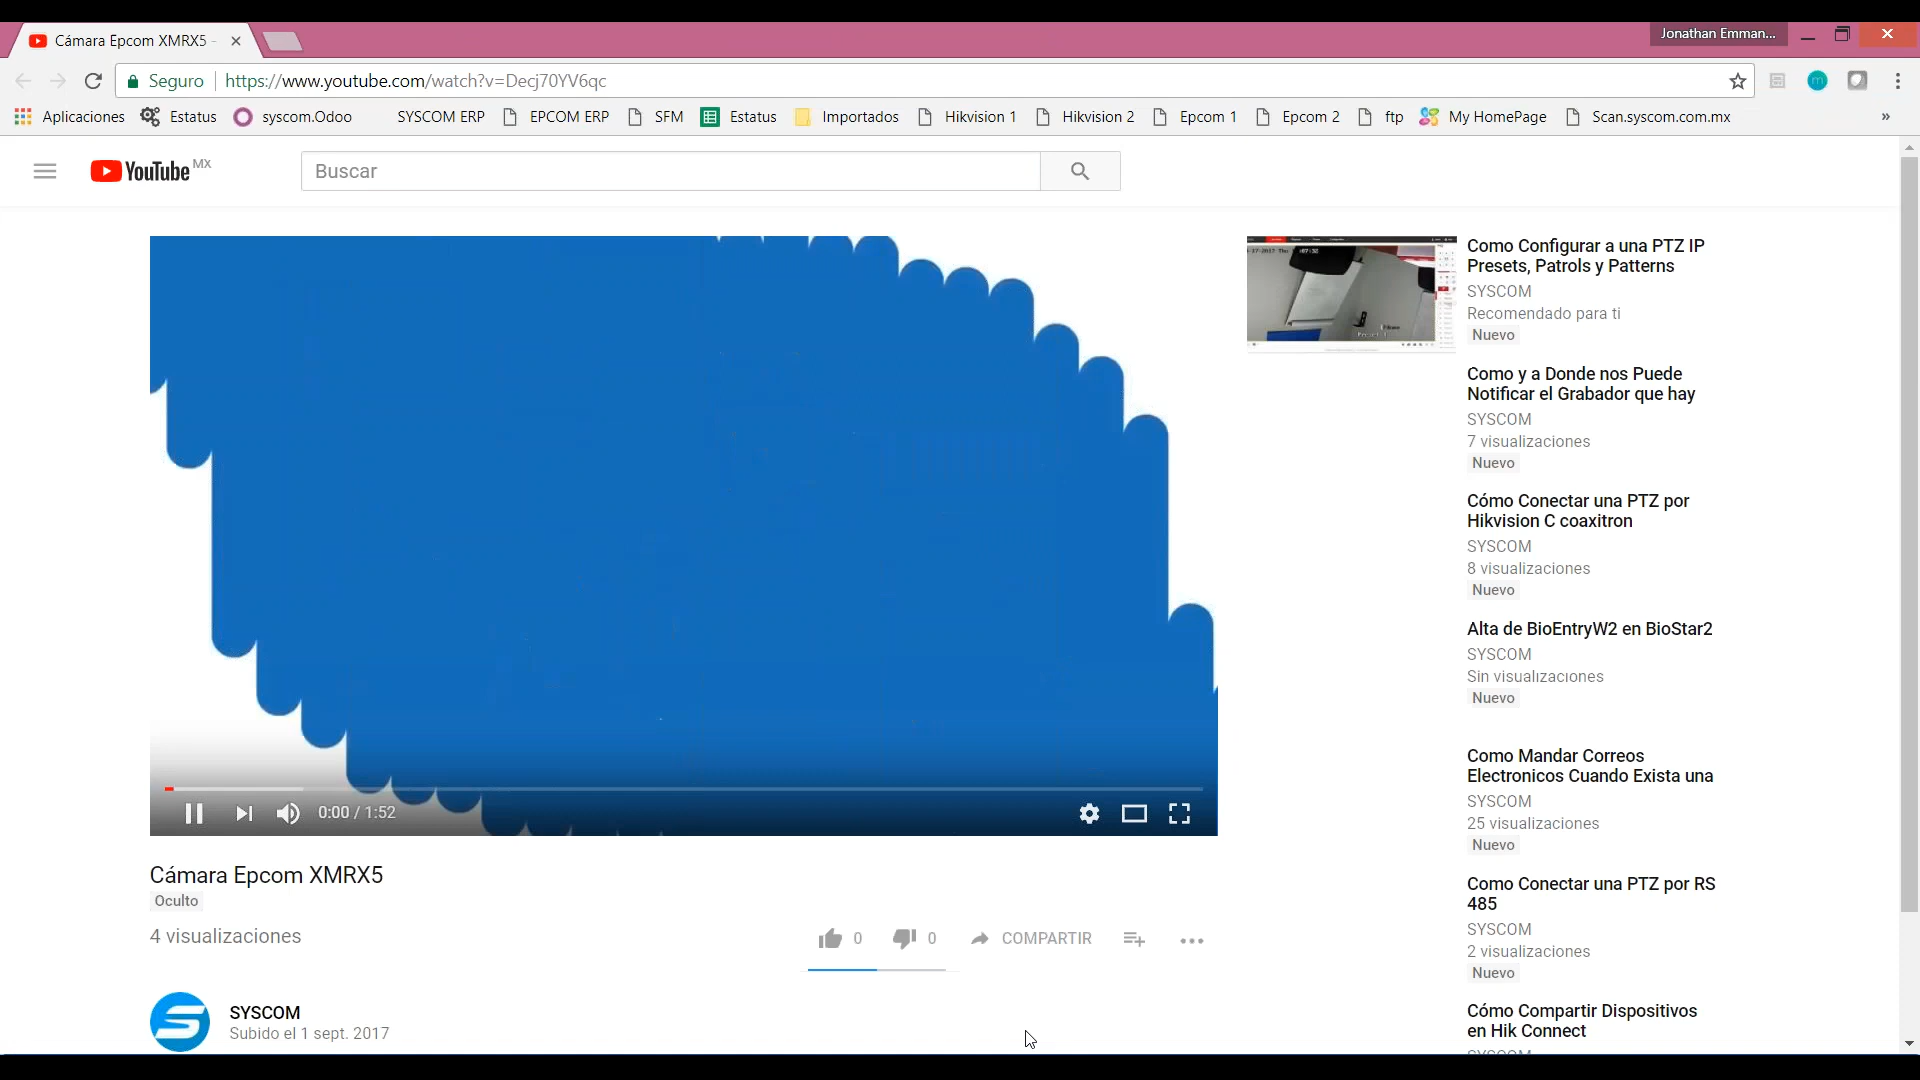 Cámara Epcom XMRX5 -
Jonathan Emman...
Seguro
https://www.youtube.com/watch?v=Decj70YV6qc
Aplicaciones
Estatus
syscom.Odoo
SYSCOM ERP
EPCOM ERP
SFM
Estatus
Importados
Hikvision 1
Hikvision 2
Epcom 1
Epcom 2
ftp
My HomePage
Scan.syscom.com.mx
»
YouTube MX
Buscar
0:00 / 1:52
Cámara Epcom XMRX5
Oculto
4 visualizaciones
0
0
COMPARTIR
SYSCOM
Subido el 1 sept. 2017
Como Configurar a una PTZ IP
Presets, Patrols y Patterns
SYSCOM
Recomendado para ti
Nuevo
Como y a Donde nos Puede
Notificar el Grabador que hay
SYSCOM
7 visualizaciones
Nuevo
Cómo Conectar una PTZ por
Hikvision C coaxitron
SYSCOM
8 visualizaciones
Nuevo
Alta de BioEntryW2 en BioStar2
SYSCOM
Sin visualizaciones
Nuevo
Como Mandar Correos
Electronicos Cuando Exista una
SYSCOM
25 visualizaciones
Nuevo
Como Conectar una PTZ por RS
485
SYSCOM
2 visualizaciones
Nuevo
Cómo Compartir Dispositivos
en Hik Connect
SYSCOM